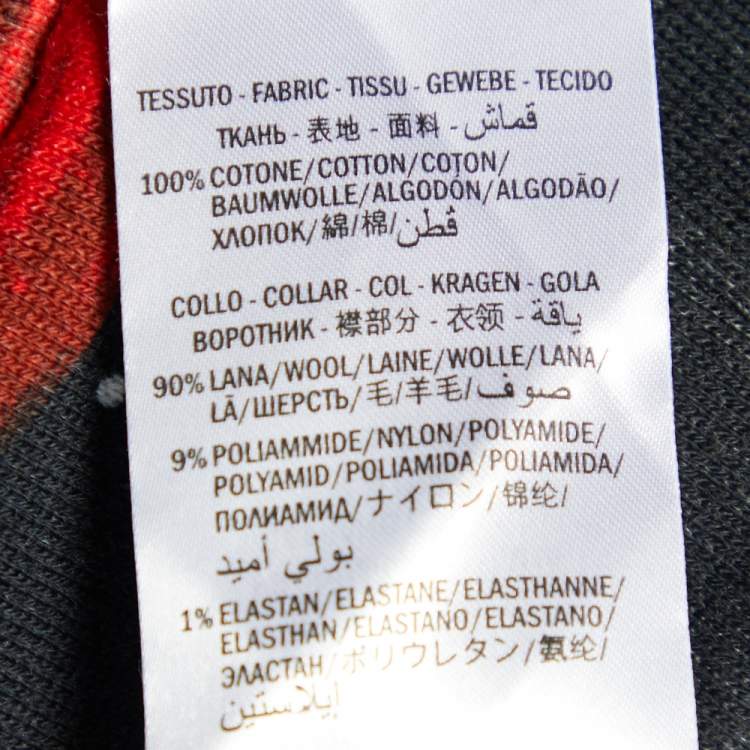 TESSUTO - FABRIC - TISSU - GEWEBE - TECIDO
ТКАНЬ - 表地 - 面料 - قماش
100% COTONE/COTTON/COTON/
BAUMWOLLE/ALGODÓN/ALGODÃO/
ХЛОПОК/綿/棉/قطن
COLLO - COLLAR - COL - KRAGEN - GOLA
ВОРОТНИК - 襟部分 - 衣领 - ياقة
90% LANA/WOOL/LAINE/WOLLE/LANA/
LÃ/ШЕРСТЬ/毛/羊毛/صوف
9% POLIAMMIDE/NYLON/POLYAMIDE/
POLYAMID/POLIAMIDA/POLIAMIDA/
ПОЛИАМИД/ナイロン/锦纶/
بولي أميد
1% ELASTAN/ELASTANE/ELASTHANNE/
ELASTHAN/ELASTANO/ELASTANO/
ЭЛАСТАН/ポリウレタン/氨纶/
إيلاستين